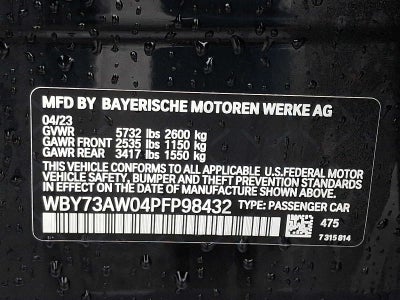 MFD BY BAYERISCHE MOTOREN WERKE AG
04/23
GVWR 5732 lbs 2600 kg
GAWR FRONT 2535 lbs 1150 kg
GAWR REAR 3417 lbs 1550 kg
THIS VEHICLE CONFORMS TO ALL APPLICABLE U.S.FEDERAL MOTOR
VEHICLE SAFETY, BUMPER, AND THEFT PREVENTION STANDARDS IN
EFFECT ON THE DATE OF MANUFACTURE SHOWN ABOVE.
WBY73AW04PFP98432 TYPE: PASSENGER CAR
475
7 315 814